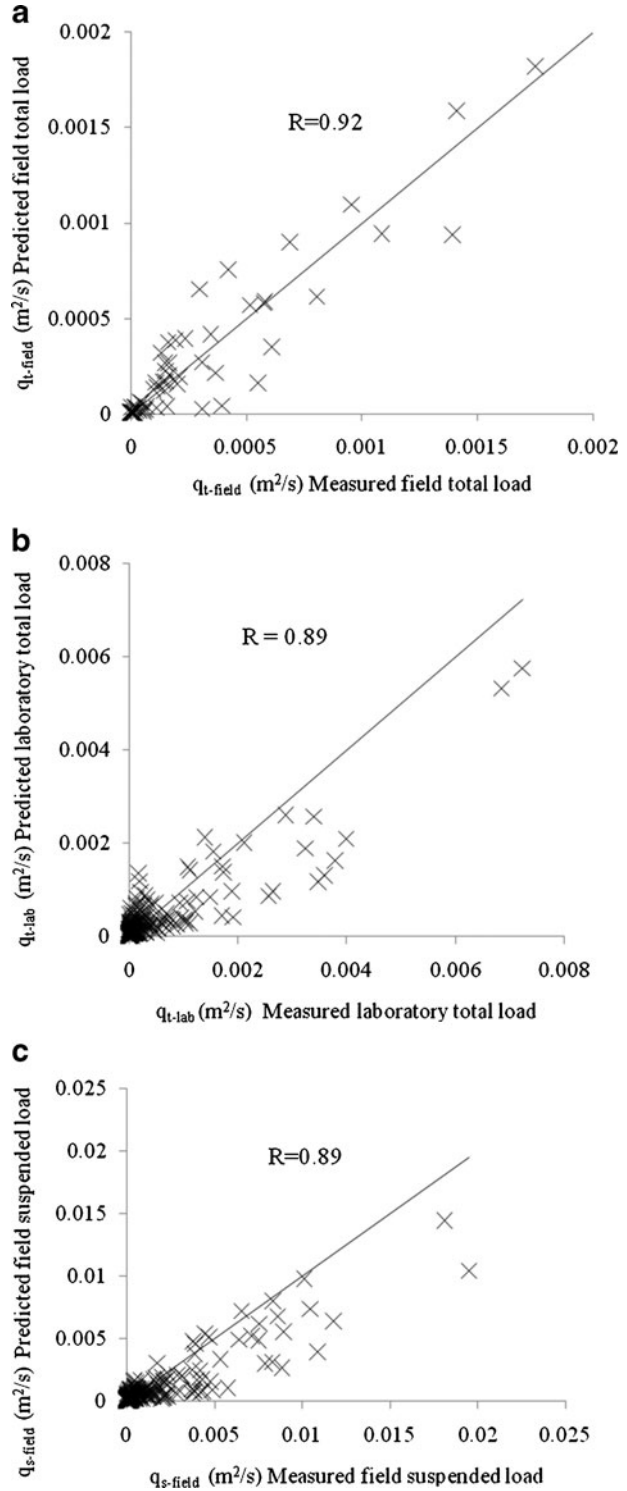 a
0.002
0.0015
0.001
0.0005
0
R=0.92
qt-field (m²/s) Predicted field total load
0 0.0005 0.001 0.0015 0.002
qt-field (m²/s) Measured field total load
b
0.008
0.006
0.004
0.002
0
R = 0.89
qt-lab (m²/s) Predicted laboratory total load
0 0.002 0.004 0.006 0.008
qt-lab (m²/s) Measured laboratory total load
c
0.025
0.02
0.015
0.01
0.005
0
R=0.89
qs-field (m²/s) Predicted field suspended load
0 0.005 0.01 0.015 0.02 0.025
qs-field (m²/s) Measured field suspended load